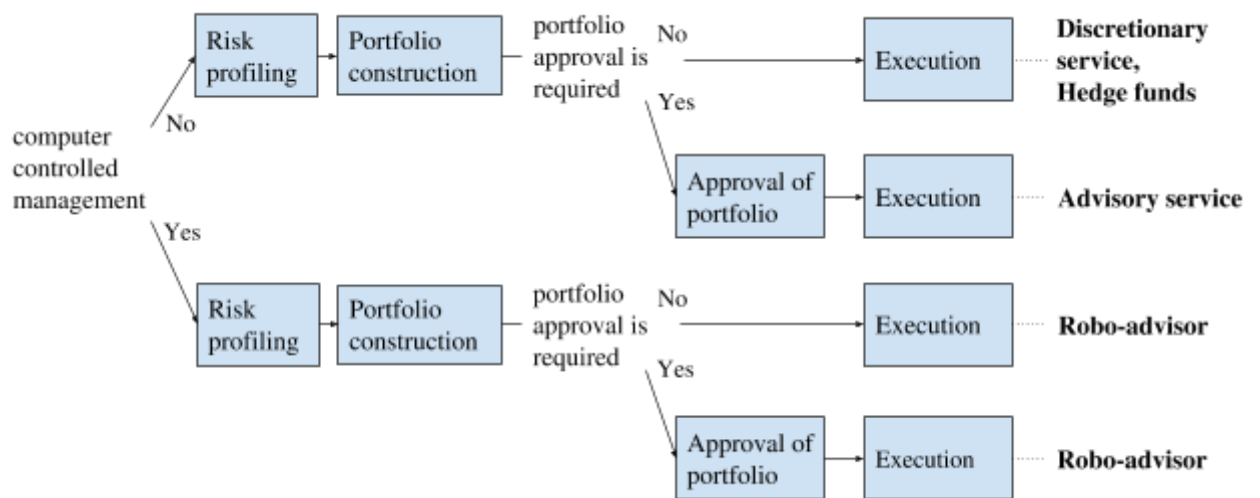 Risk
profiling
Portfolio
construction
portfolio
approval is
required
No
Execution
Discretionary
service,
Hedge funds
Yes
No
computer
controlled
management
Approval of
portfolio
Execution
Advisory service
Yes
Risk
profiling
Portfolio
construction
portfolio
approval is
required
No
Execution
Robo-advisor
Yes
Approval of
portfolio
Execution
Robo-advisor